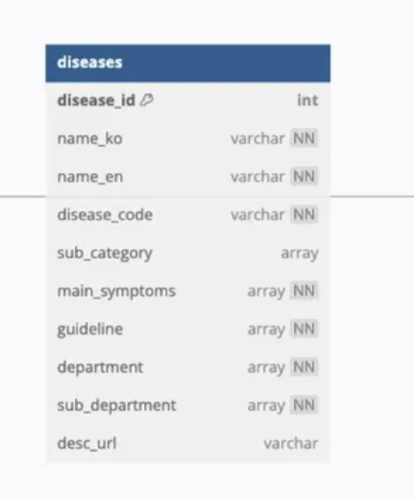 diseases
disease_id int
name_ko varchar NN
name_en varchar NN
disease_code varchar NN
sub_category array
main_symptoms array NN
guideline array NN
department array NN
sub_department array NN
desc_url varchar